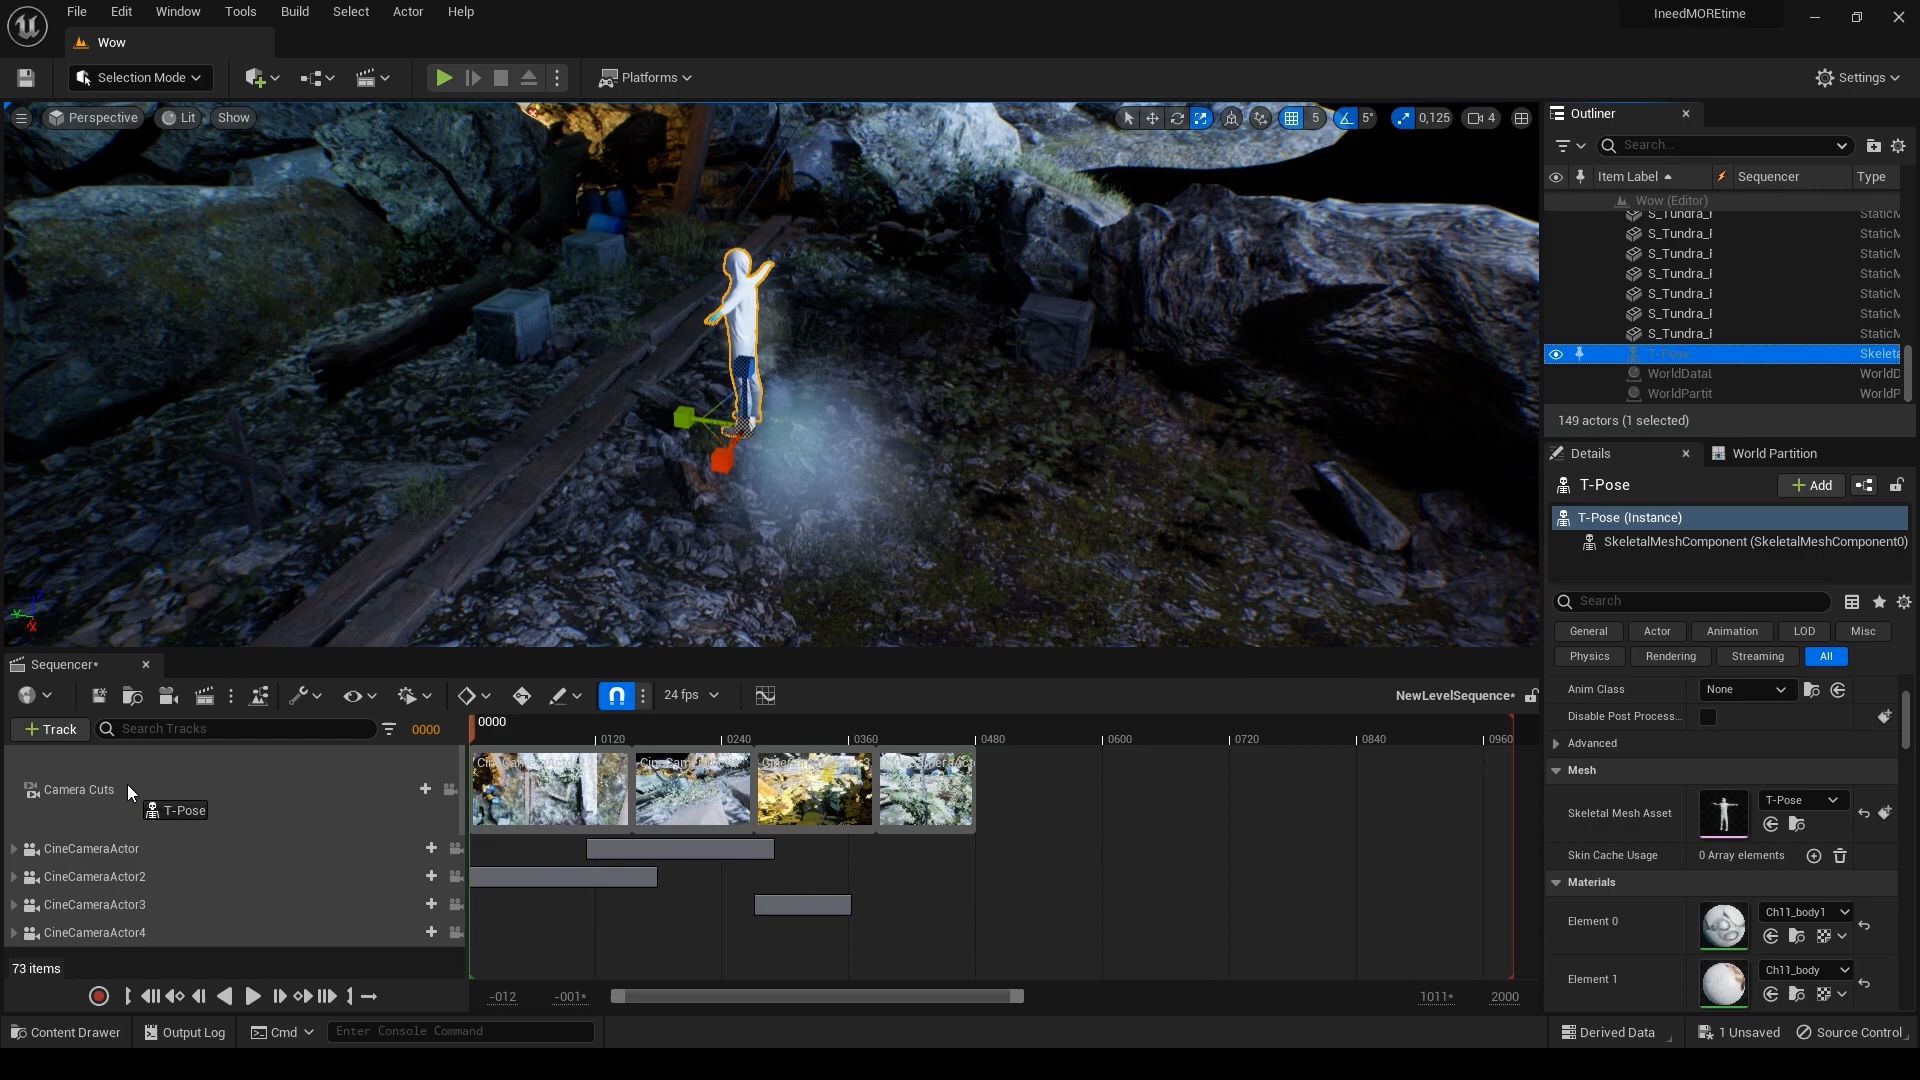 File Edit Window Tools Build Select Actor Help
IneedMOREtime
Wow
Selection Mode
Platforms
Settings
Perspective Lit Show
5 5° 0,125 4
Outliner
Search...
Item Label Sequencer Type
Wow (Editor)
S_Tundra_F StaticM
S_Tundra_F StaticM
S_Tundra_F StaticM
S_Tundra_F StaticM
S_Tundra_F StaticM
S_Tundra_F StaticM
S_Tundra_F StaticM
T-Pose Skeleta
WorldDataL WorldD
WorldPartit WorldP
149 actors (1 selected)
Details World Partition
T-Pose Add
T-Pose (Instance)
SkeletalMeshComponent (SkeletalMeshComponent0)
Search
General Actor Animation LOD Misc
Physics Rendering Streaming All
Anim Class None
Disable Post Process...
Advanced
Mesh
Skeletal Mesh Asset T-Pose
Skin Cache Usage 0 Array elements
Materials
Element 0 Ch11_body1
Element 1 Ch11_body
Sequencer*
24 fps NewLevelSequence*
Track Search Tracks 0000 0000
0120 0240 0360 0480 0600 0720 0840 0960
Camera Cuts
T-Pose
CineCameraActor
CineCameraActor2
CineCameraActor3
CineCameraActor4
73 items
-012 -001* 1011* 2000
Content Drawer Output Log Cmd Enter Console Command Derived Data 1 Unsaved Source Control